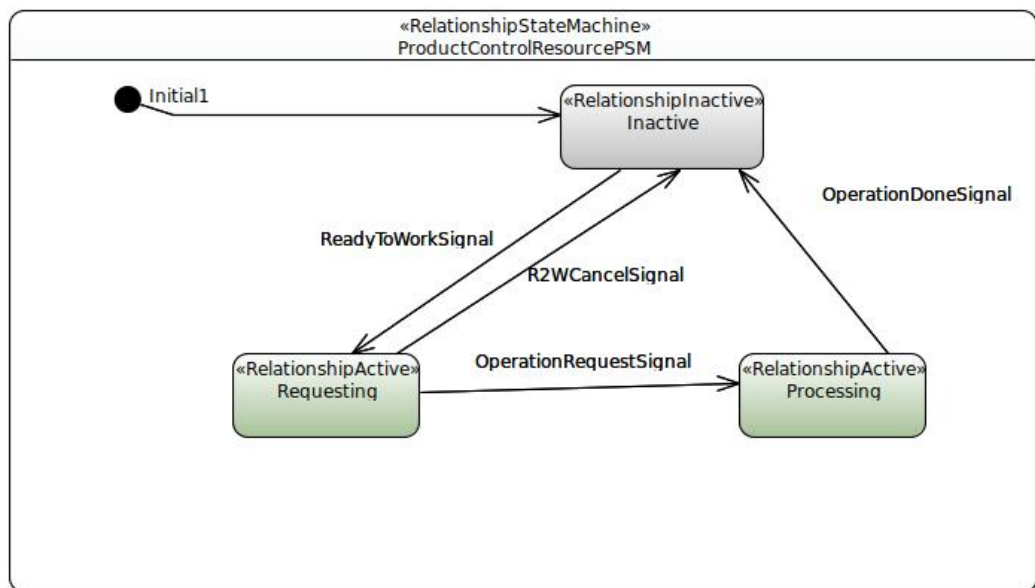 «RelationshipStateMachine»
ProductControlResourcePSM
Initial1
«RelationshipInactive»
Inactive
OperationDoneSignal
ReadyToWorkSignal
R2WCancelSignal
«RelationshipActive»
Requesting
OperationRequestSignal
«RelationshipActive»
Processing